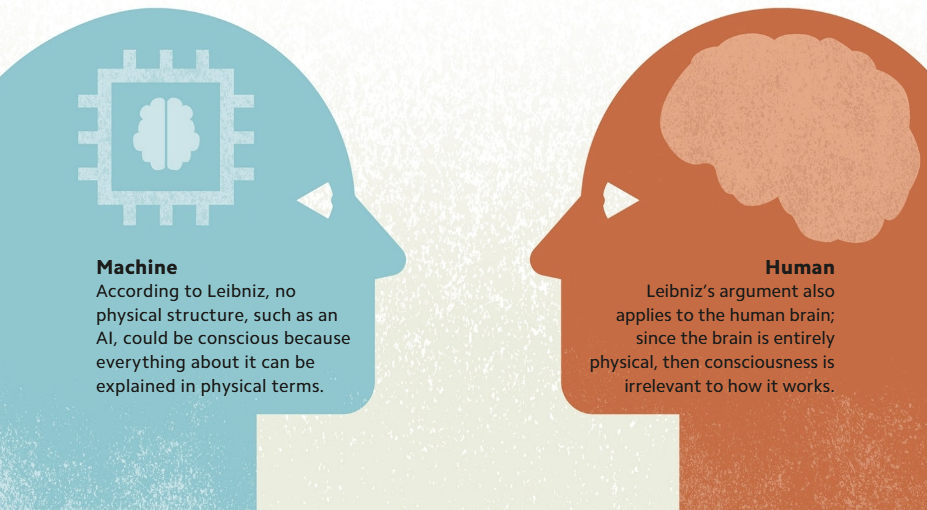 Machine
According to Leibniz, no
physical structure, such as an
AI, could be conscious because
everything about it can be
explained in physical terms.
Human
Leibniz’s argument also
applies to the human brain;
since the brain is entirely
physical, then consciousness is
irrelevant to how it works.